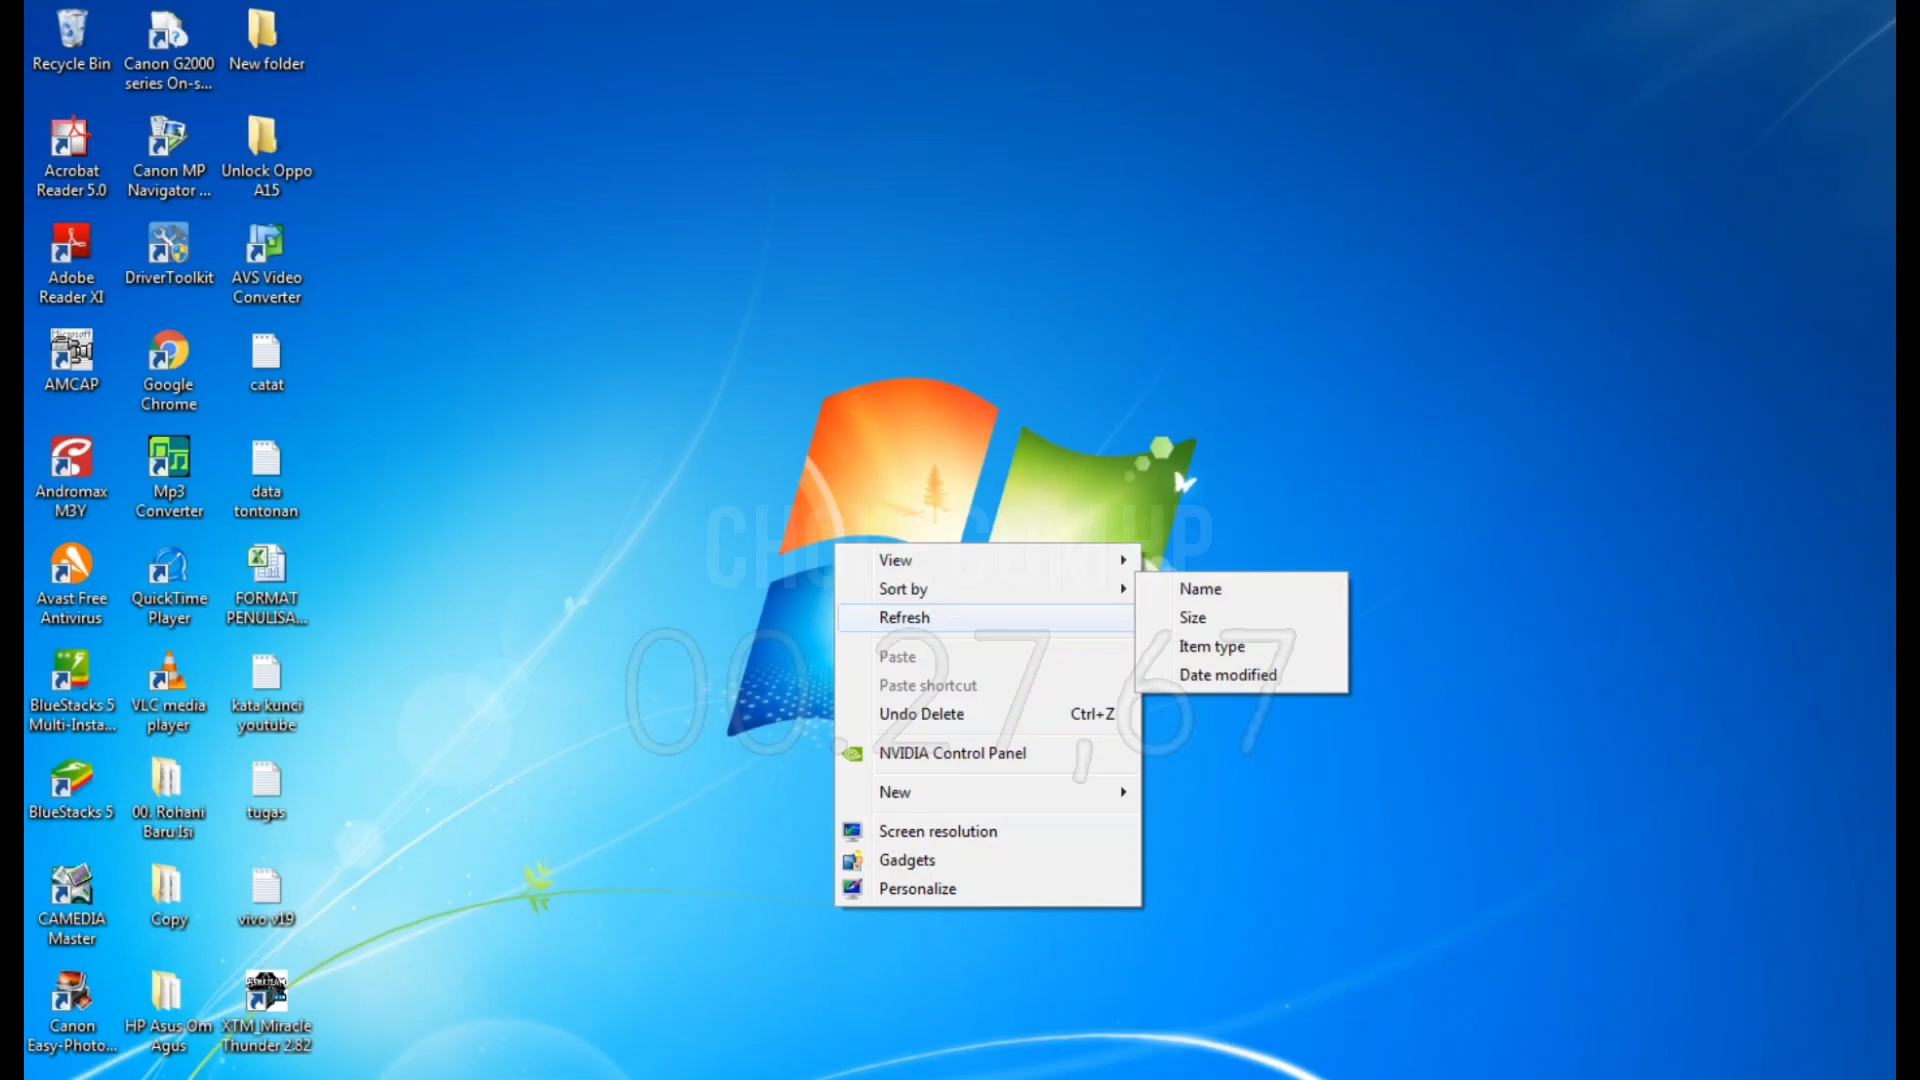 Recycle Bin
Canon G2000
series On-s...
New folder
Acrobat
Reader 5.0
Canon MP
Navigator ...
Unlock Oppo
A15
Adobe
Reader XI
DriverToolkit
AVS Video
Converter
Microsoft
AMCAP
Google
Chrome
catat
Andromax
M3Y
Mp3
Converter
data
tontonan
Avast Free
Antivirus
QuickTime
Player
FORMAT
PENULISA...
BlueStacks 5
Multi-Insta...
VLC media
player
kata kunci
youtube
BlueStacks 5
00. Rohani
Baru Isi
tugas
CAMEDIA
Master
Copy
vivo v19
Canon
Easy-Photo...
HP Asus Om
Agus
XTM_Miracle
Thunder 2.82
View
Sort by
Refresh
Paste
Paste shortcut
Undo Delete Ctrl+Z
NVIDIA Control Panel
New
Screen resolution
Gadgets
Personalize
Name
Size
Item type
Date modified
00:27,67